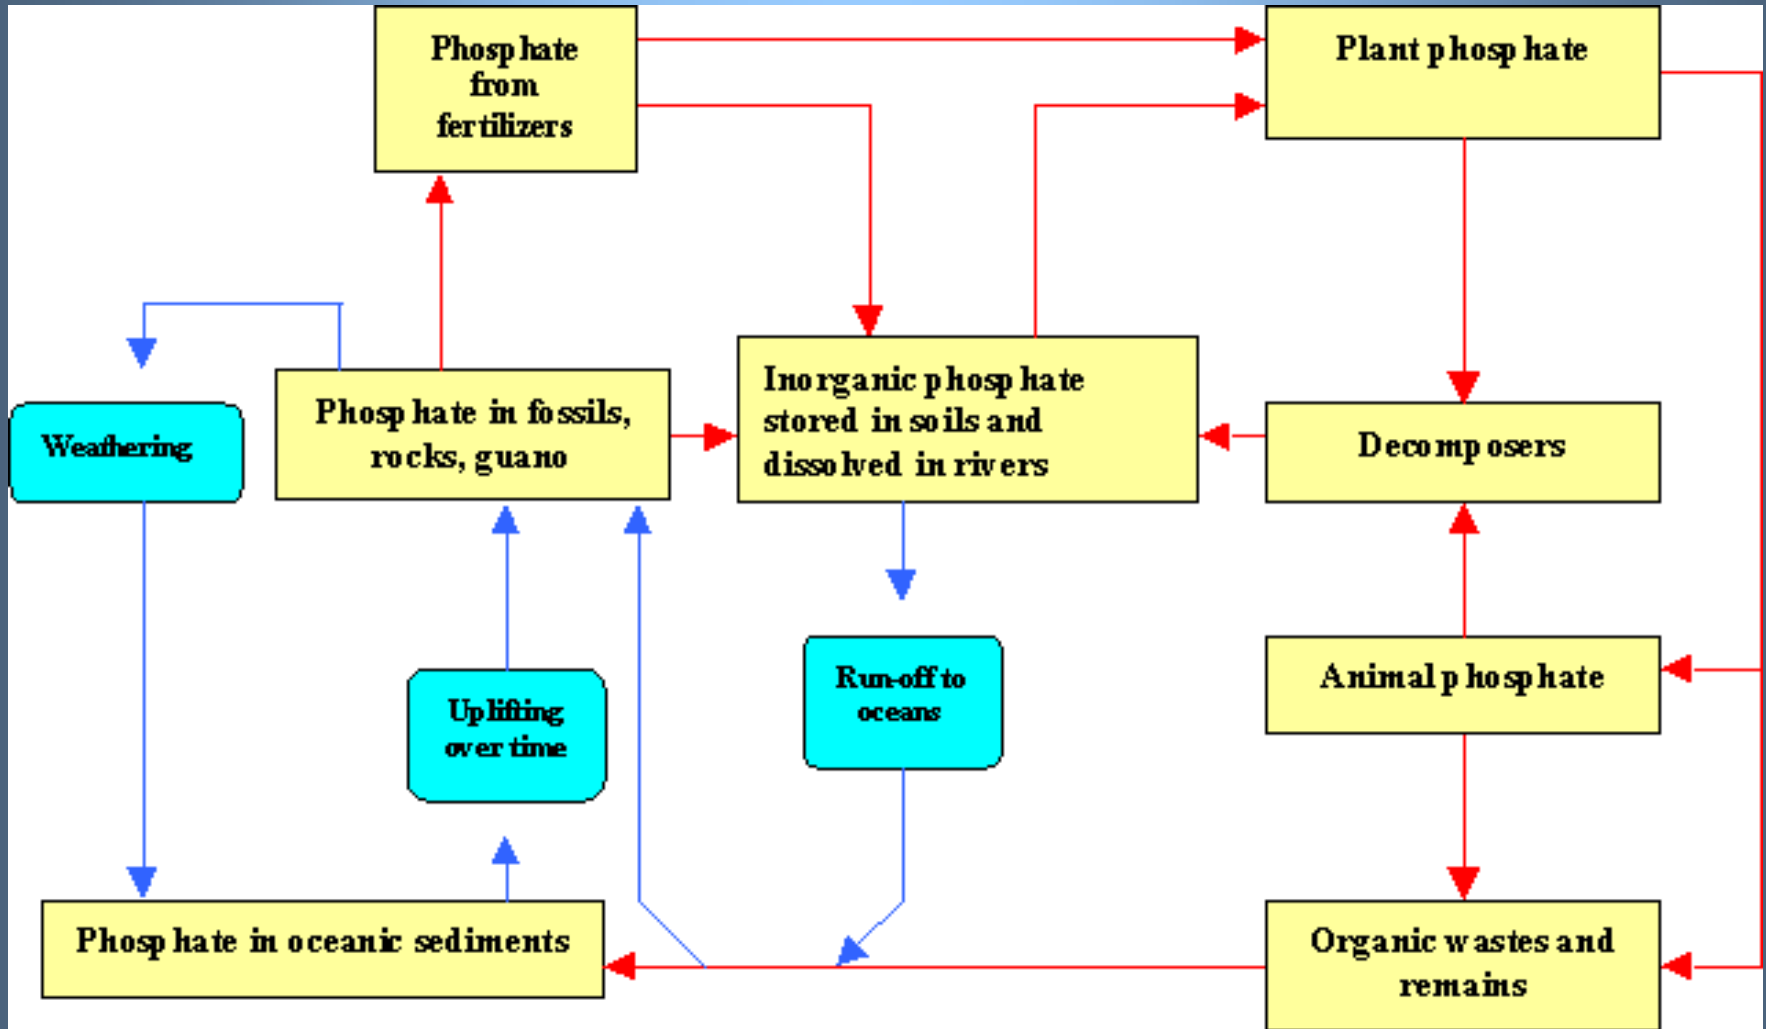 Phosphate
from
fertilizers
Plant phosphate
Weathering
Phosphate in fossils,
rocks, guano
Inorganic phosphate
stored in soils and
dissolved in rivers
Decomposers
Uplifting
over time
Run-off to
oceans
Animal phosphate
Phosphate in oceanic sediments
Organic wastes and
remains